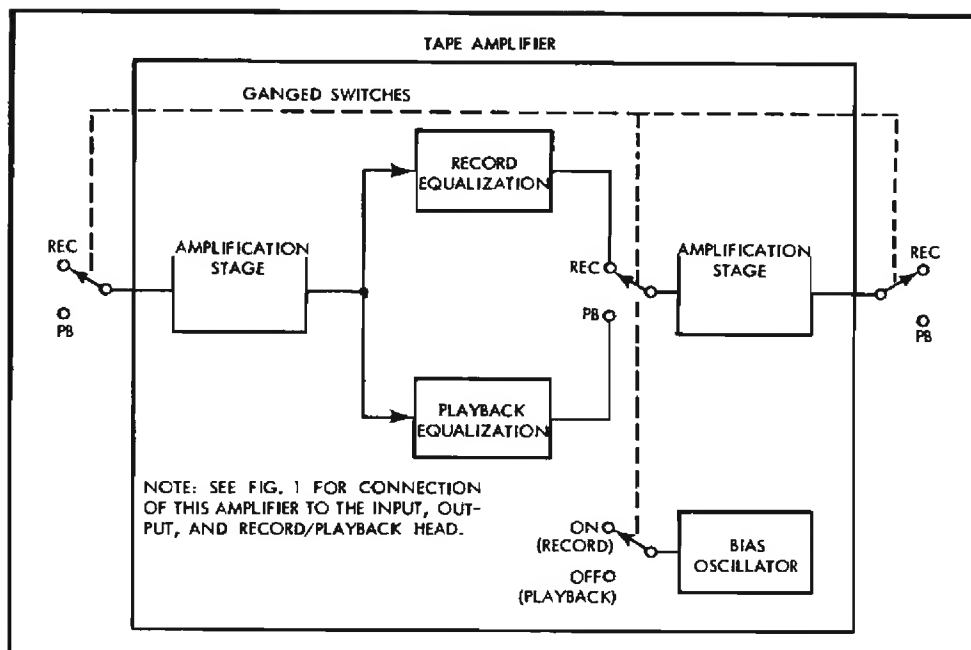 TAPE AMPLIFIER
GANGED SWITCHES
RECORD
EQUALIZATION
REC
AMPLIFICATION
STAGE
REC
AMPLIFICATION
STAGE
REC
PB
PB
PB
PLAYBACK
EQUALIZATION
NOTE: SEE FIG. 1 FOR CONNECTION
OF THIS AMPLIFIER TO THE INPUT, OUT-
PUT, AND RECORD/PLAYBACK HEAD.
ON
(RECORD)
OFF
(PLAYBACK)
BIAS
OSCILLATOR